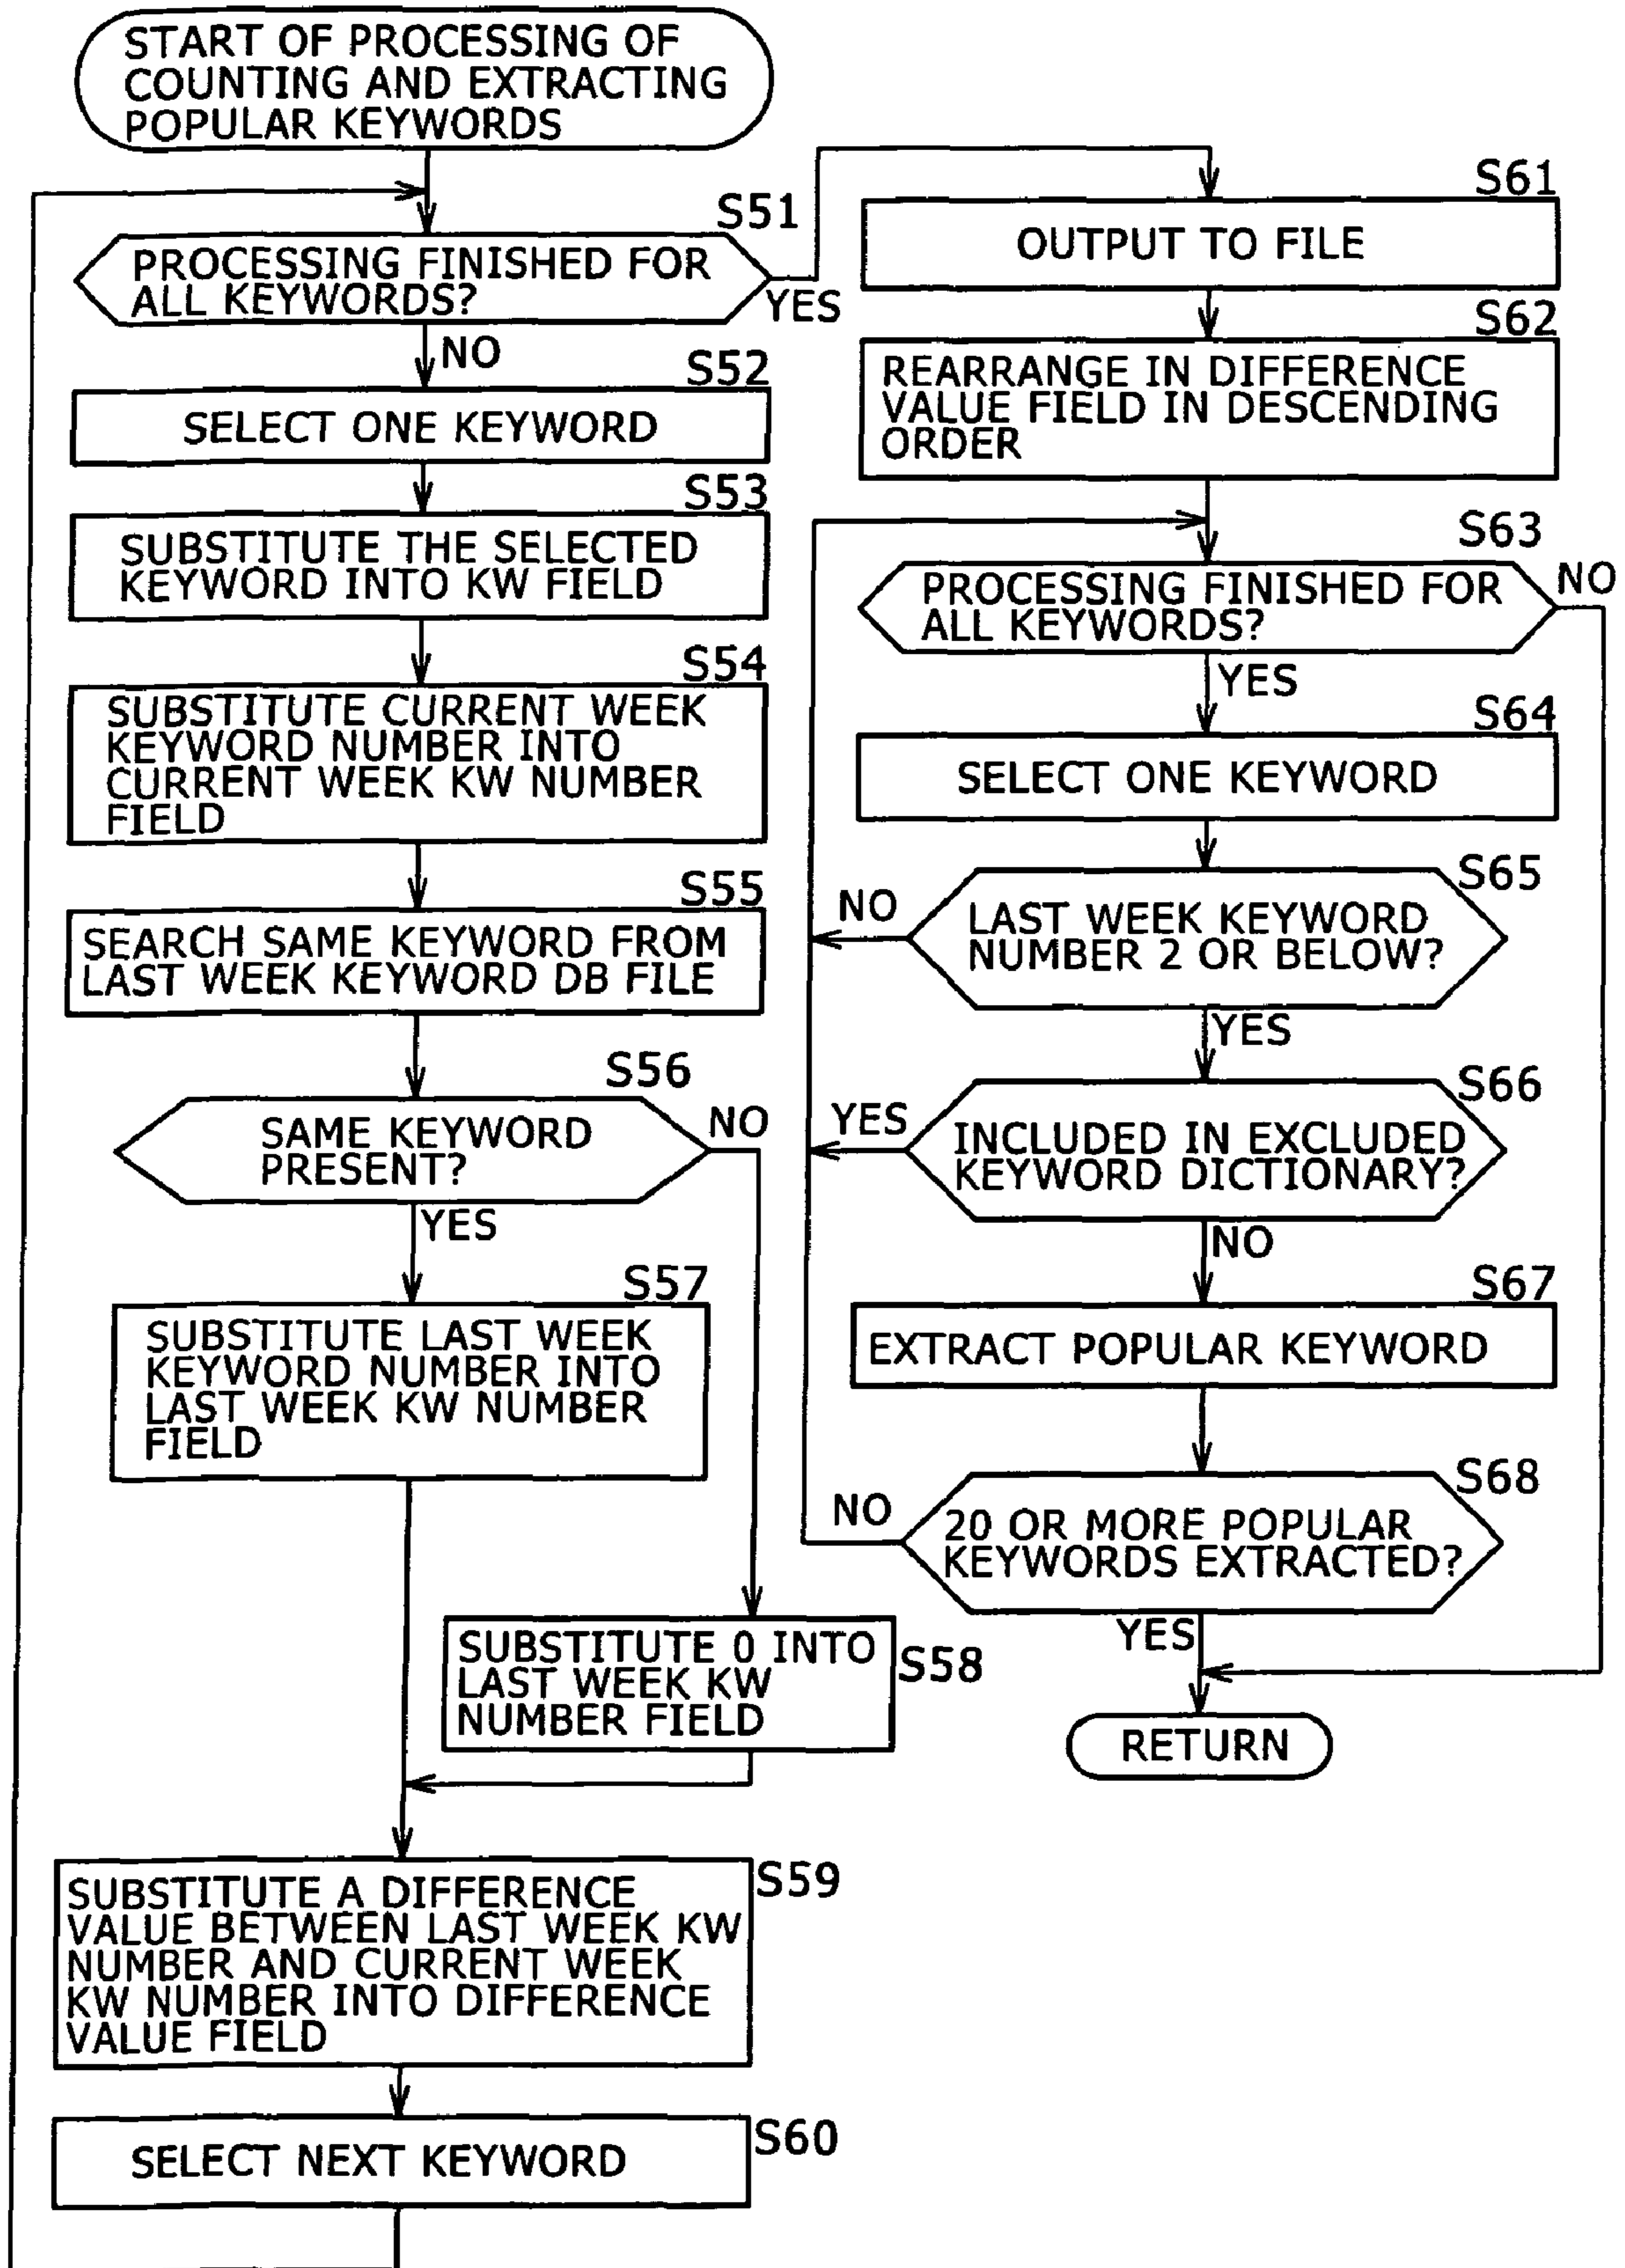 START OF PROCESSING OF
COUNTING AND EXTRACTING
POPULAR KEYWORDS
S51
PROCESSING FINISHED FOR
ALL KEYWORDS?
YES
NO
S52
SELECT ONE KEYWORD
S53
SUBSTITUTE THE SELECTED
KEYWORD INTO KW FIELD
S54
SUBSTITUTE CURRENT WEEK
KEYWORD NUMBER INTO
CURRENT WEEK KW NUMBER
FIELD
S55
SEARCH SAME KEYWORD FROM
LAST WEEK KEYWORD DB FILE
S56
SAME KEYWORD
PRESENT?
NO
YES
S57
SUBSTITUTE LAST WEEK
KEYWORD NUMBER INTO
LAST WEEK KW NUMBER
FIELD
SUBSTITUTE 0 INTO
LAST WEEK KW
NUMBER FIELD
S58
S59
SUBSTITUTE A DIFFERENCE
VALUE BETWEEN LAST WEEK KW
NUMBER AND CURRENT WEEK
KW NUMBER INTO DIFFERENCE
VALUE FIELD
S60
SELECT NEXT KEYWORD
S61
OUTPUT TO FILE
S62
REARRANGE IN DIFFERENCE
VALUE FIELD IN DESCENDING
ORDER
S63
PROCESSING FINISHED FOR
ALL KEYWORDS?
NO
YES
S64
SELECT ONE KEYWORD
S65
NO
LAST WEEK KEYWORD
NUMBER 2 OR BELOW?
YES
S66
YES
INCLUDED IN EXCLUDED
KEYWORD DICTIONARY?
NO
S67
EXTRACT POPULAR KEYWORD
S68
NO
20 OR MORE POPULAR
KEYWORDS EXTRACTED?
YES
RETURN